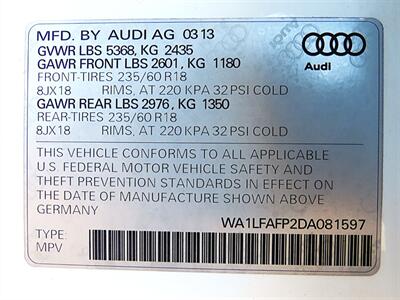 MFD. BY AUDI AG 03 13
GVWR LBS 5368, KG 2435
GAWR FRONT LBS 2601, KG 1180
FRONT-TIRES 235/60 R18
8JX18 RIMS, AT 220 KPA 32 PSI COLD
GAWR REAR LBS 2976, KG 1350
REAR-TIRES 235/60 R18
8JX18 RIMS, AT 220 KPA 32 PSI COLD
Audi
THIS VEHICLE CONFORMS TO ALL APPLICABLE
U.S. FEDERAL MOTOR VEHICLE SAFETY AND
THEFT PREVENTION STANDARDS IN EFFECT ON
THE DATE OF MANUFACTURE SHOWN ABOVE
GERMANY
WA1LFAFP2DA081597
TYPE:
MPV